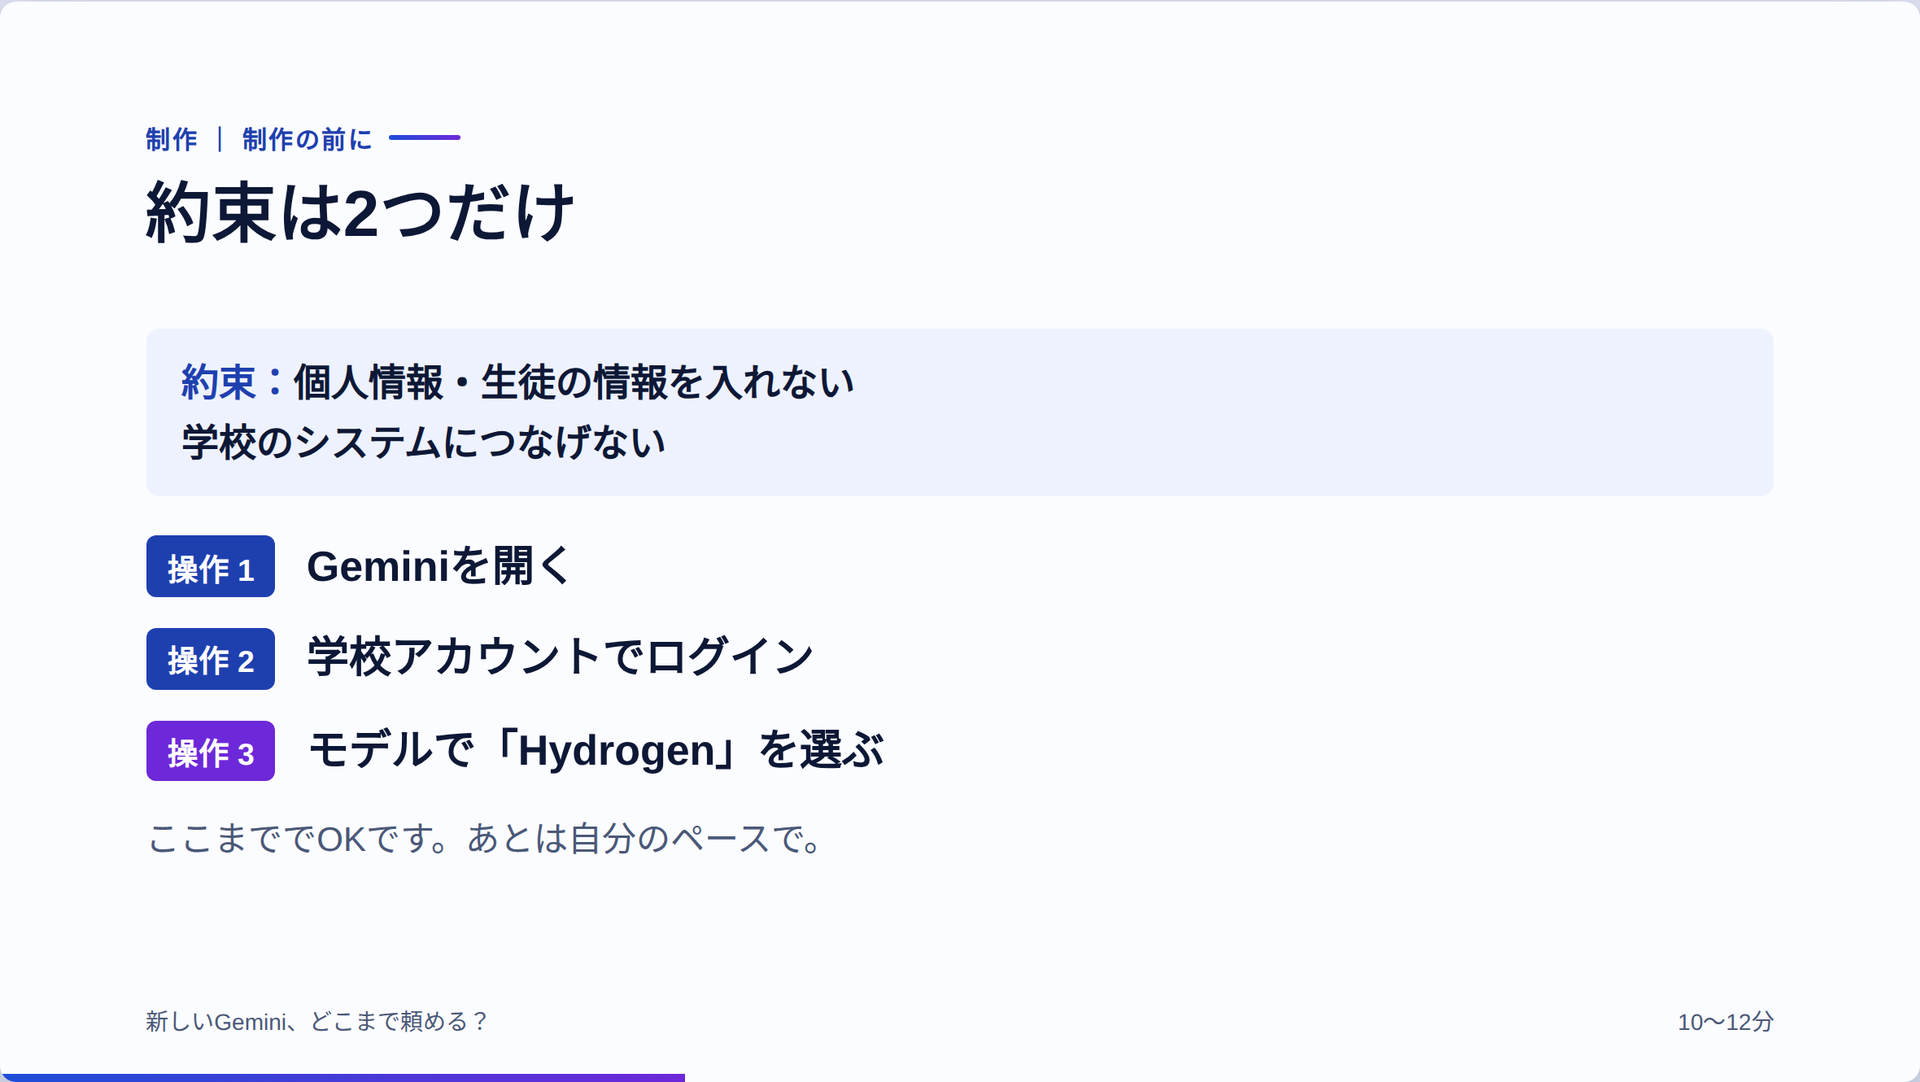 制作 ｜ 制作の前に
約束は2つだけ
約束：個人情報・生徒の情報を入れない
学校のシステムにつなげない
操作 1 Geminiを開く
操作 2 学校アカウントでログイン
操作 3 モデルで「Hydrogen」を選ぶ
ここまででOKです。あとは自分のペースで。
新しいGemini、どこまで頼める？
10〜12分